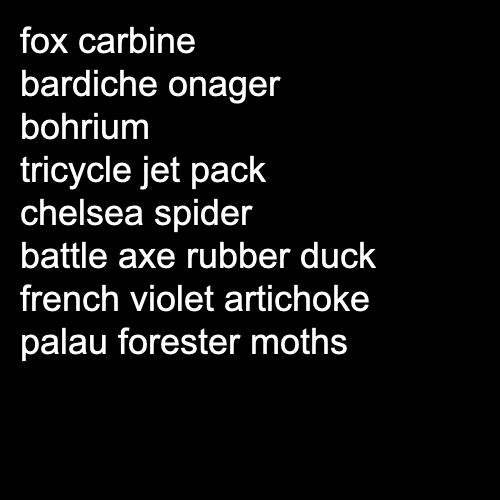 fox carbine
bardiche onager
bohrium
tricycle jet pack
chelsea spider
battle axe rubber duck
french violet artichoke
palau forester moths